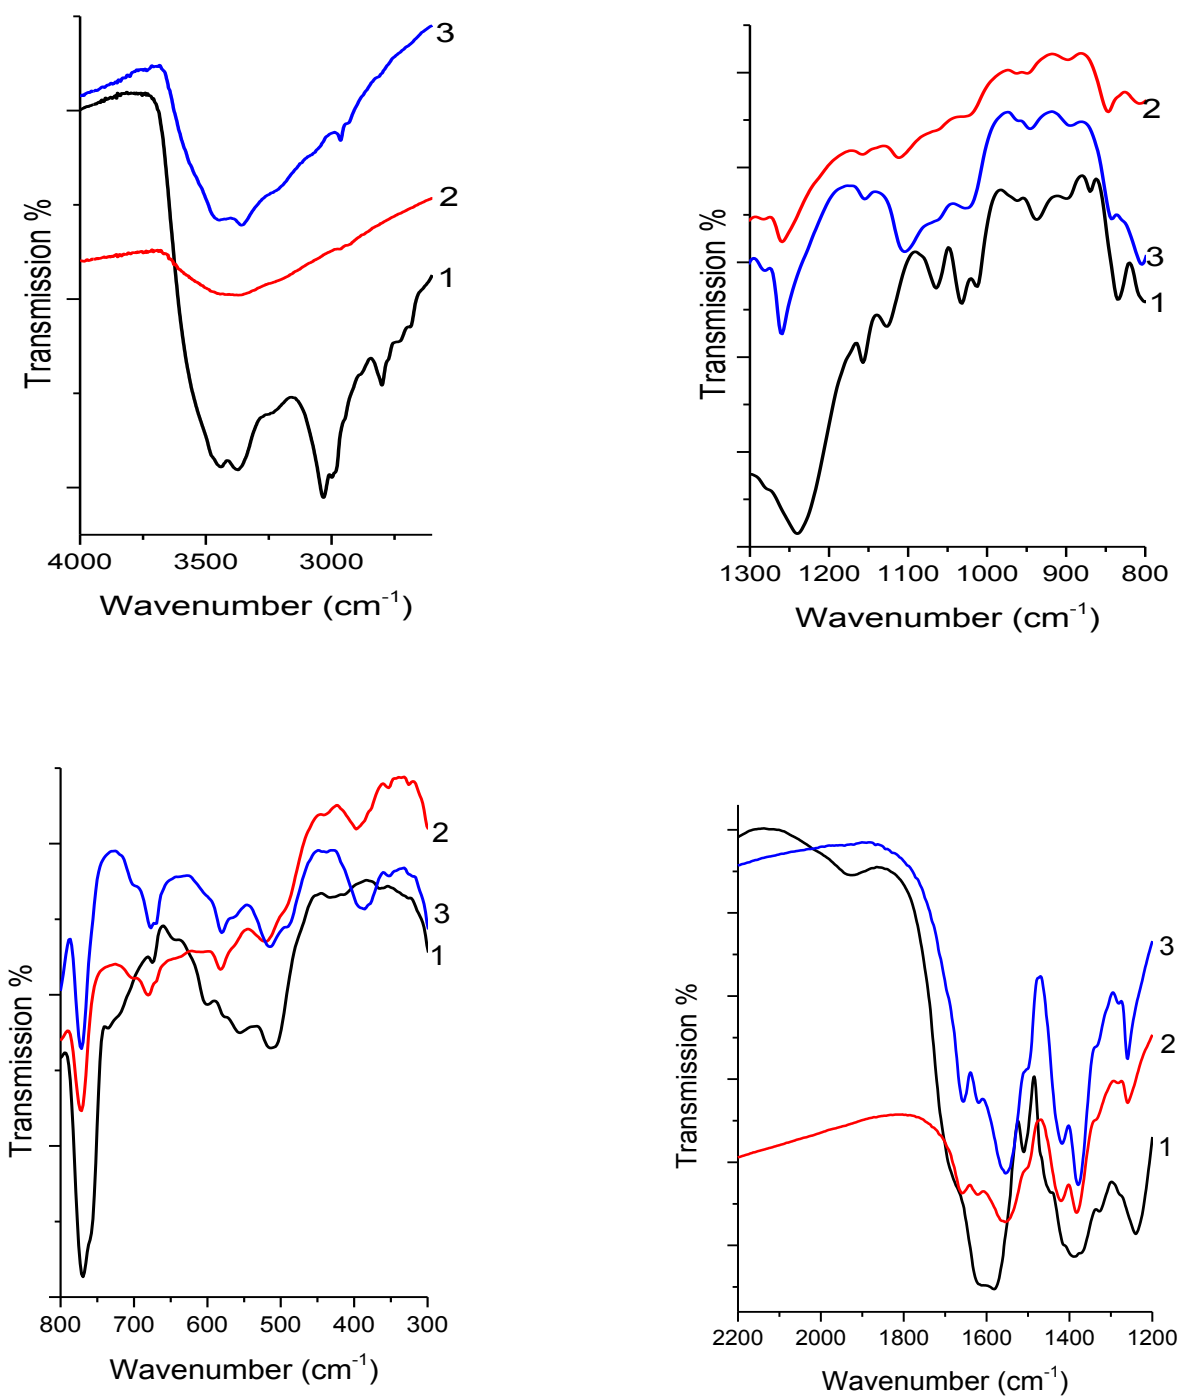 3
2
1
Transmission %
4000 3500 3000
Wavenumber (cm-1)
2
3
1
Transmission %
1300 1200 1100 1000 900 800
Wavenumber (cm-1)
2
3
1
Transmission %
800 700 600 500 400 300
Wavenumber (cm-1)
3
2
1
Transmission %
2200 2000 1800 1600 1400 1200
Wavenumber (cm-1)